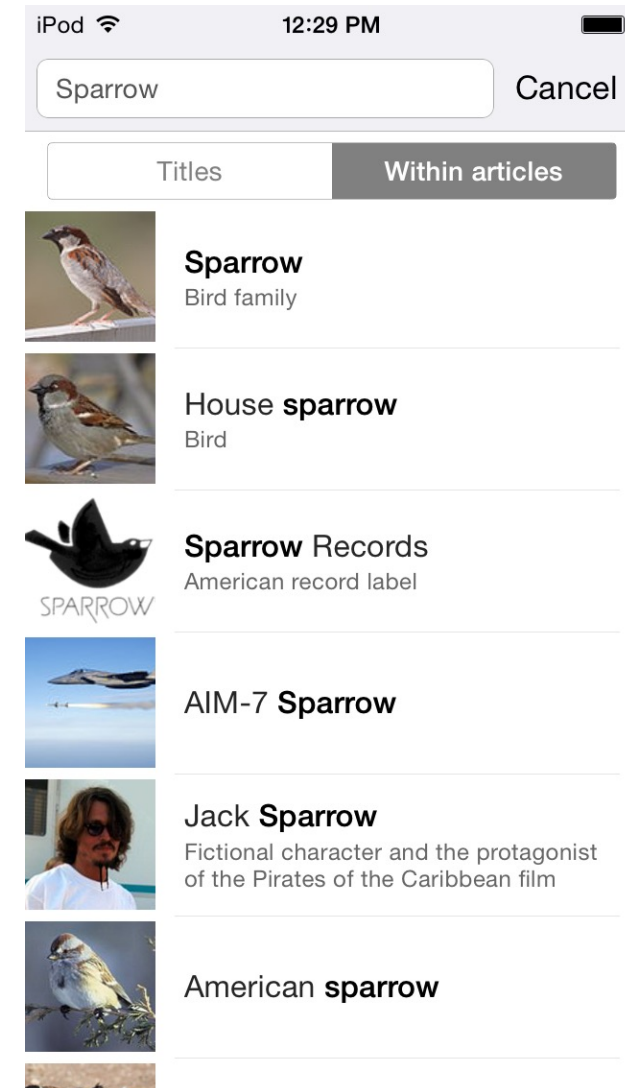 iPod 12:29 PM
Sparrow Cancel
Titles Within articles
Sparrow
Bird family
House sparrow
Bird
SPARROW
Sparrow Records
American record label
AIM-7 Sparrow
Jack Sparrow
Fictional character and the protagonist
of the Pirates of the Caribbean film
American sparrow